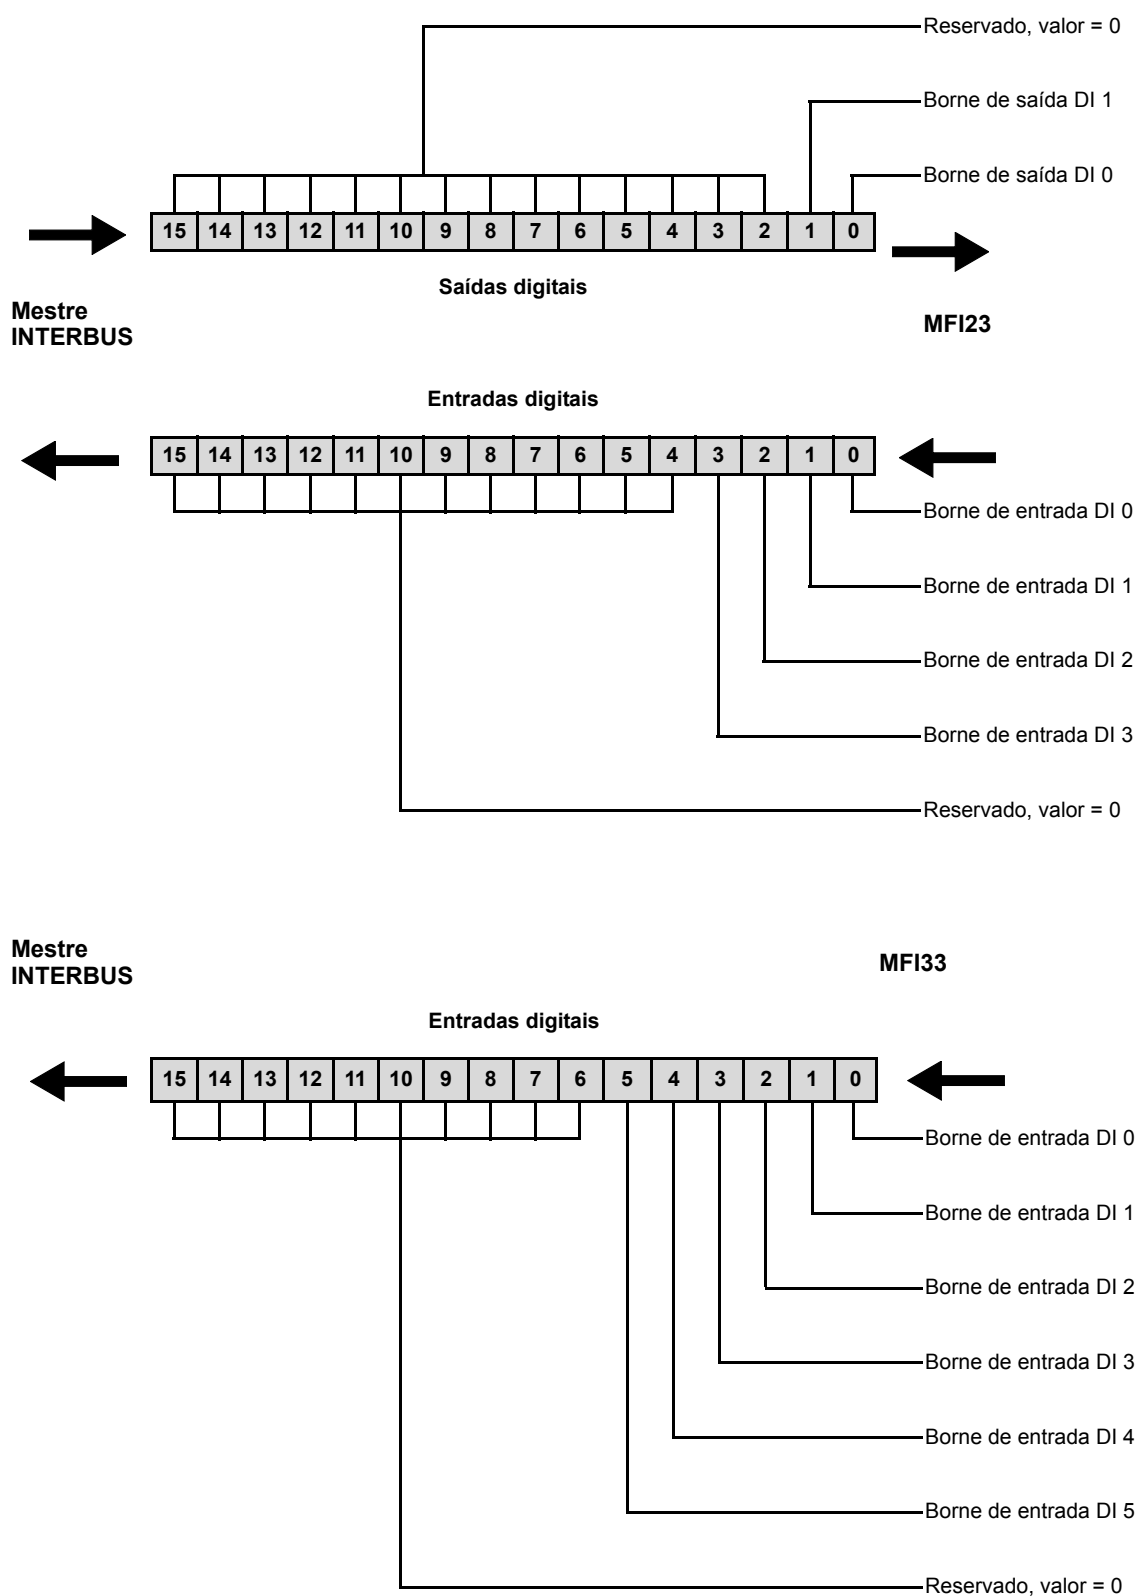 Reservado, valor = 0
Borne de saída DI 1
Borne de saída DI 0
15 14 13 12 11 10 9 8 7 6 5 4 3 2 1 0
Saídas digitais
Mestre
INTERBUS
MFI23
Entradas digitais
15 14 13 12 11 10 9 8 7 6 5 4 3 2 1 0
Borne de entrada DI 0
Borne de entrada DI 1
Borne de entrada DI 2
Borne de entrada DI 3
Reservado, valor = 0
Mestre
INTERBUS
MFI33
Entradas digitais
15 14 13 12 11 10 9 8 7 6 5 4 3 2 1 0
Borne de entrada DI 0
Borne de entrada DI 1
Borne de entrada DI 2
Borne de entrada DI 3
Borne de entrada DI 4
Borne de entrada DI 5
Reservado, valor = 0